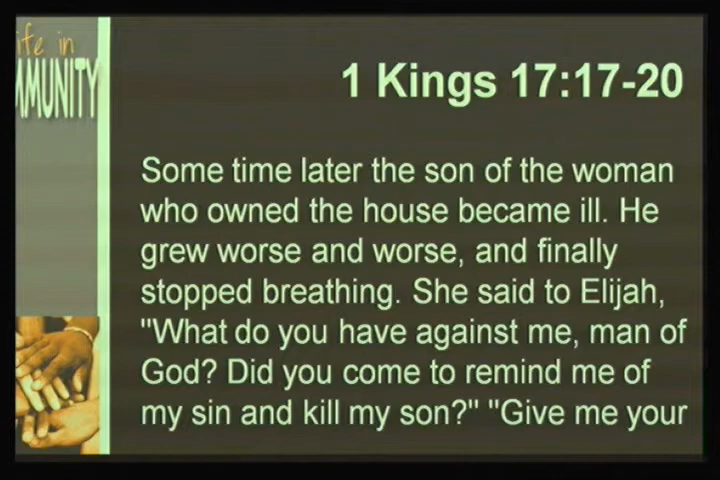 ife in
MMUNITY
1 Kings 17:17-20
Some time later the son of the woman
who owned the house became ill. He
grew worse and worse, and finally
stopped breathing. She said to Elijah,
"What do you have against me, man of
God? Did you come to remind me of
my sin and kill my son?" "Give me your